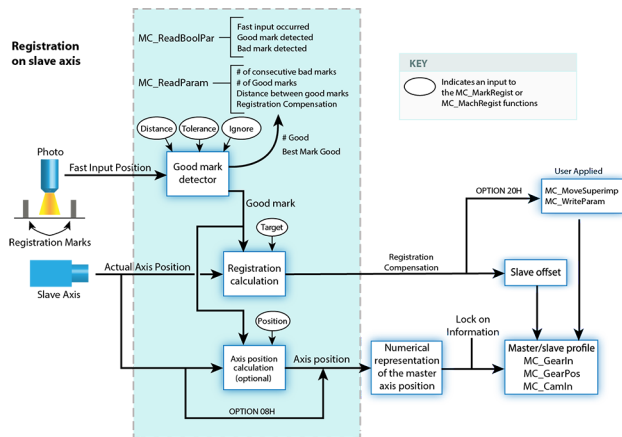 Registration
on slave axis
MC_ReadBoolPar
Fast input occurred
Good mark detected
Bad mark detected
MC_ReadParam
# of consecutive bad marks
# of Good marks
Distance between good marks
Registration Compensation
KEY
Indicates an input to
the MC_MarkRegist or
MC_MachRegist functions
Distance
Tolerance
Ignore
# Good
Best Mark Good
Photo
Fast Input Position
Good mark
detector
Good mark
User Applied
OPTION 20H
MC_MoveSuperimp
MC_WriteParam
Registration Marks
Target
Actual Axis Position
Registration
calculation
Registration
Compensation
Slave offset
Slave Axis
Position
Lock on
Information
Axis position
calculation
(optional)
Axis position
Numerical
representation
of the master
axis position
Master/slave profile
MC_GearIn
MC_GearPos
MC_CamIn
OPTION 08H